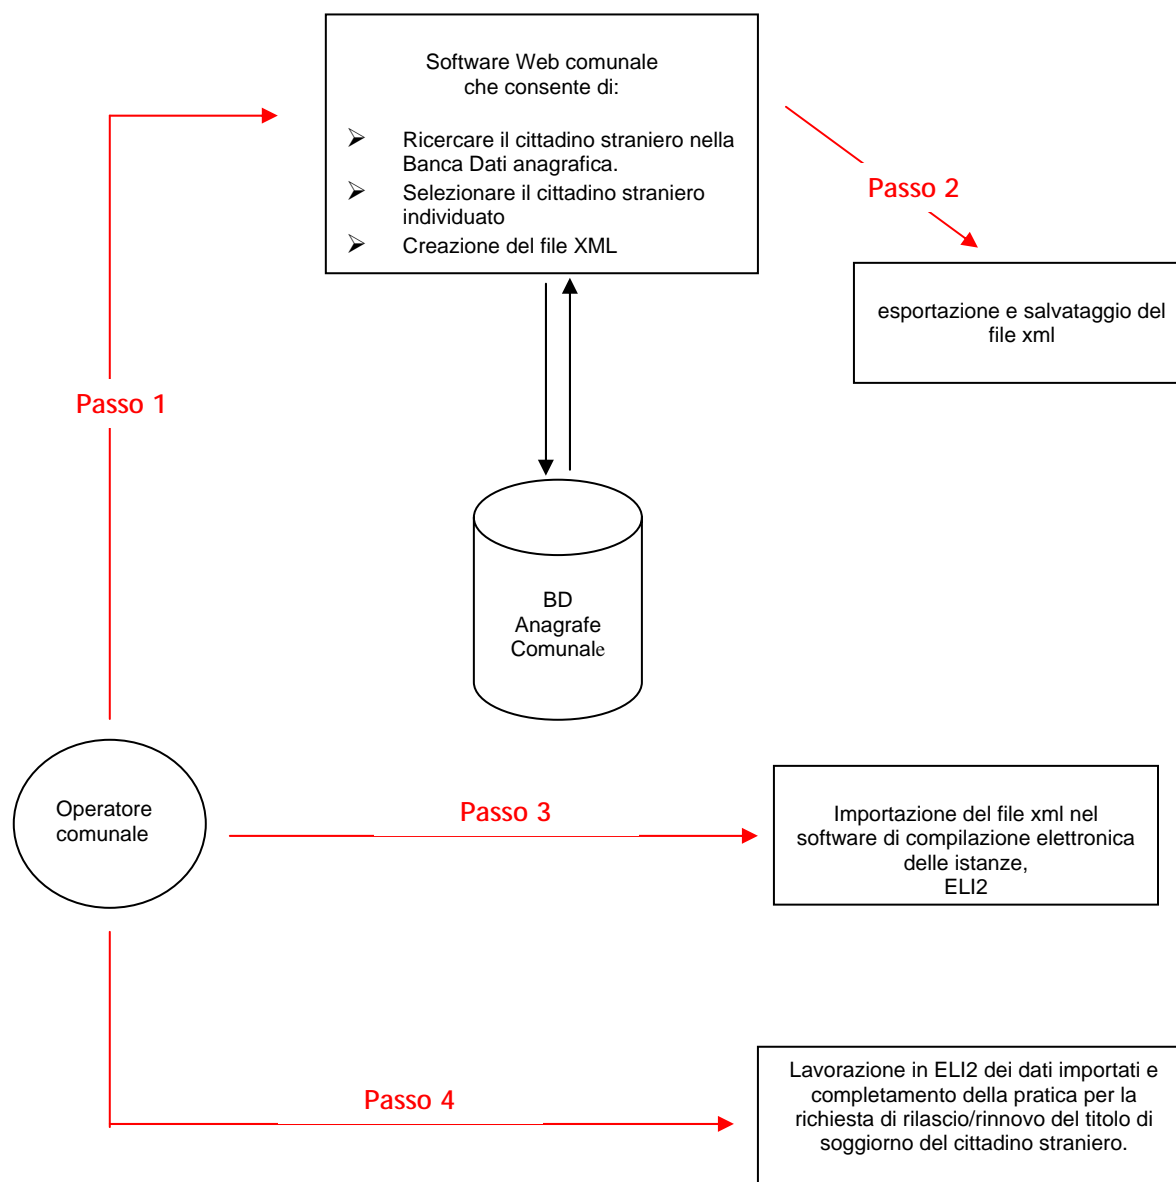 Software Web comunale
che consente di:
➢ Ricercare il cittadino straniero nella
Banca Dati anagrafica.
➢ Selezionare il cittadino straniero
individuato
➢ Creazione del file XML
Passo 2
esportazione e salvataggio del
file xml
Passo 1
BD
Anagrafe
Comunale
Operatore
comunale
Passo 3
Importazione del file xml nel
software di compilazione elettronica
delle istanze,
ELI2
Passo 4
Lavorazione in ELI2 dei dati importati e
completamento della pratica per la
richiesta di rilascio/rinnovo del titolo di
soggiorno del cittadino straniero.